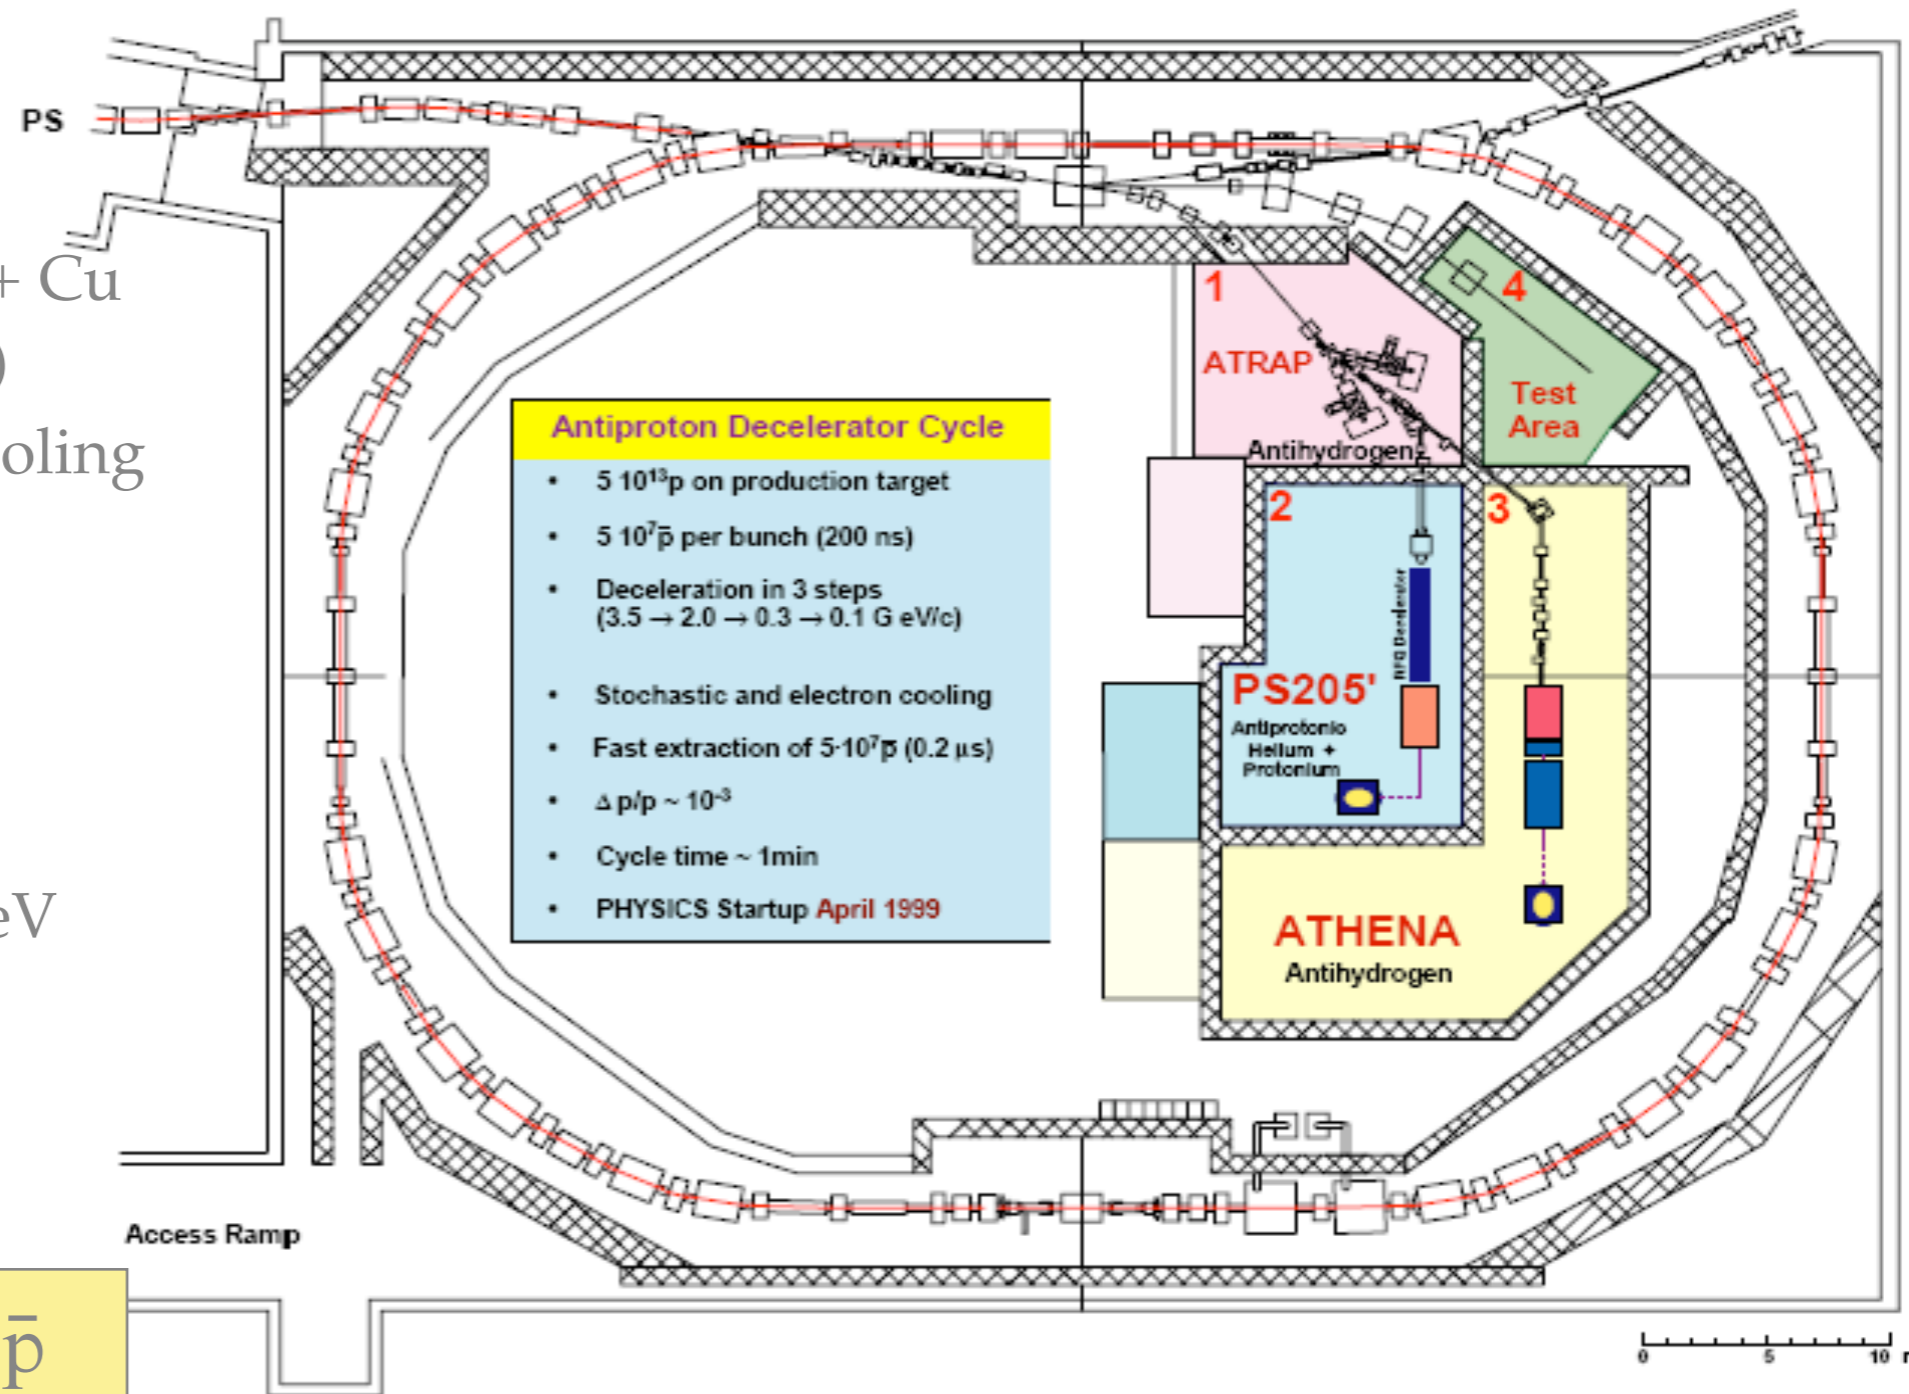 PS
+ Cu
)
ooling
eV
p̄
1
ATRAP
Antihydrogen
4
Test
Area
Antiproton Decelerator Cycle
• 5 10¹³p on production target
• 5 10⁷p̄ per bunch (200 ns)
• Deceleration in 3 steps
(3.5 → 2.0 → 0.3 → 0.1 G eV/c)
• Stochastic and electron cooling
• Fast extraction of 5·10⁷p̄ (0.2 µs)
• Δ p/p ~ 10⁻³
• Cycle time ~ 1min
• PHYSICS Startup April 1999
2
RFQ Decelerator
PS205'
Antiprotonic
Helium +
Protonium
3
ATHENA
Antihydrogen
Access Ramp
0 5 10